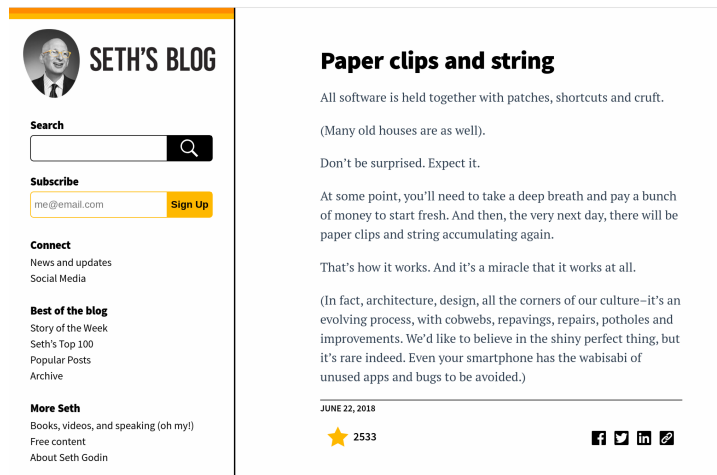 SETH'S BLOG
Search
Subscribe
me@email.com
Sign Up
Connect
News and updates
Social Media
Best of the blog
Story of the Week
Seth's Top 100
Popular Posts
Archive
More Seth
Books, videos, and speaking (oh my!)
Free content
About Seth Godin
Paper clips and string
All software is held together with patches, shortcuts and cruft.
(Many old houses are as well).
Don't be surprised. Expect it.
At some point, you'll need to take a deep breath and pay a bunch
of money to start fresh. And then, the very next day, there will be
paper clips and string accumulating again.
That's how it works. And it's a miracle that it works at all.
(In fact, architecture, design, all the corners of our culture–it's an
evolving process, with cobwebs, repavings, repairs, potholes and
improvements. We'd like to believe in the shiny perfect thing, but
it's rare indeed. Even your smartphone has the wabisabi of
unused apps and bugs to be avoided.)
JUNE 22, 2018
2533